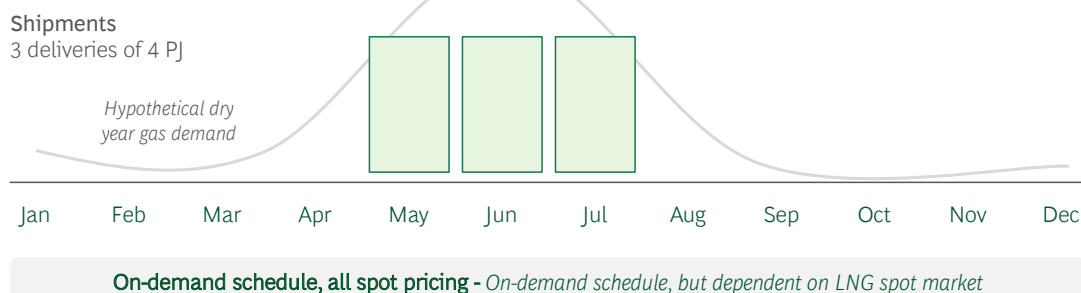 Shipments
3 deliveries of 4 PJ
Hypothetical dry
year gas demand
Jan Feb Mar Apr May Jun Jul Aug Sep Oct Nov Dec
On-demand schedule, all spot pricing - On-demand schedule, but dependent on LNG spot market